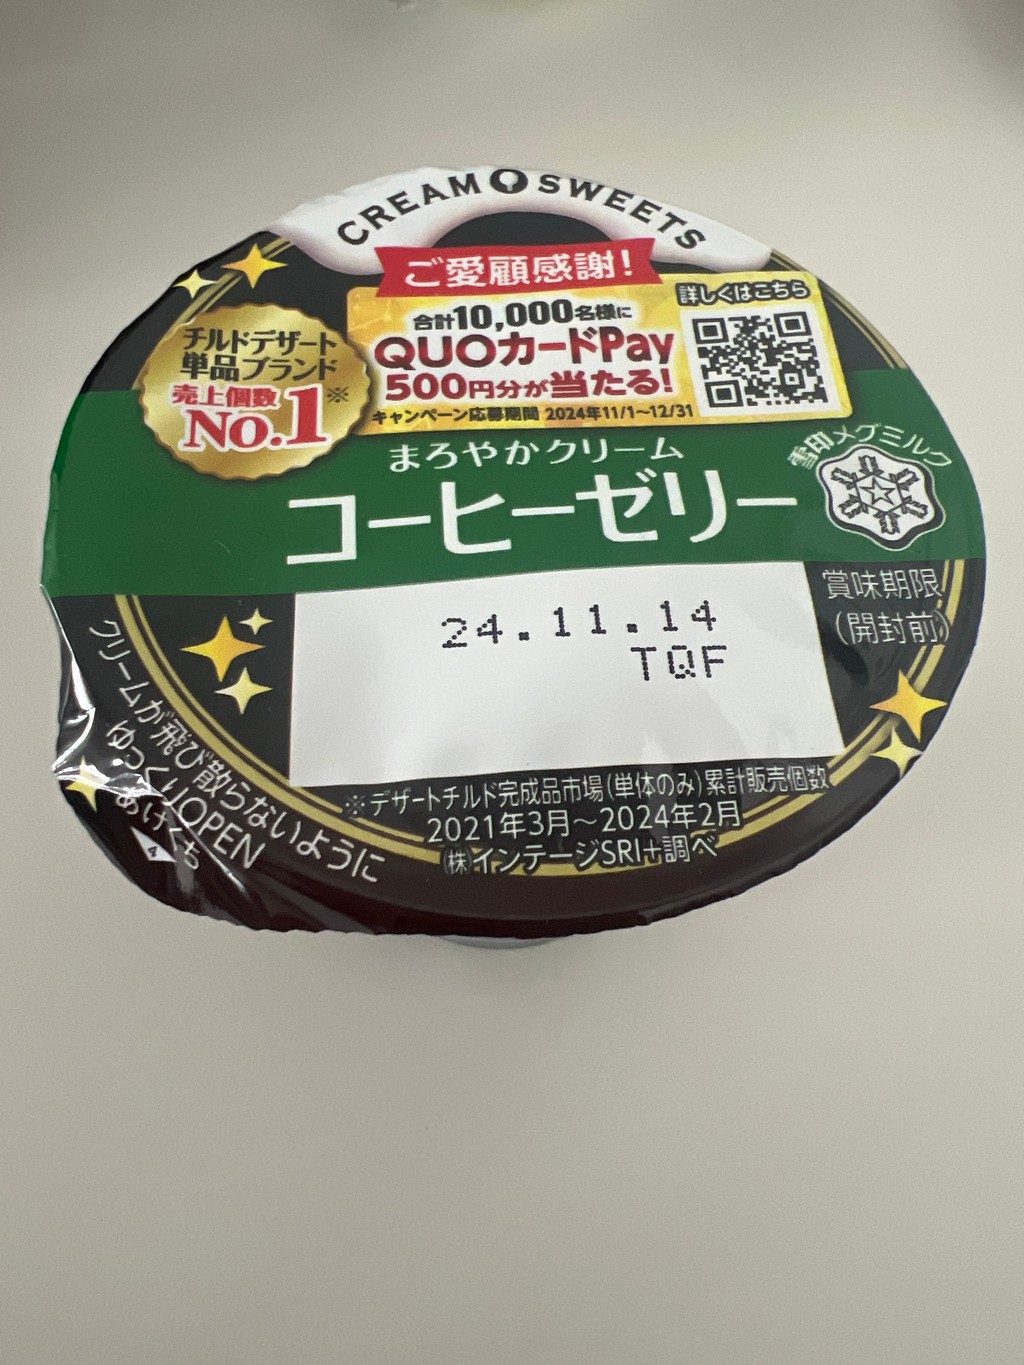 CREAM SWEETS
ご愛顧感謝!
合計10,000名様に
QUOカードPay
500円分が当たる!
キャンペーン応募期間 2024年11/1~12/31
詳しくはこちら
チルドデザート
単品ブランド
売上個数
No.1※
まろやかクリーム
コーヒーゼリー
雪印メグミルク
賞味期限
(開封前)
24.11.14
TQF
クリームが飛び散らないように
ゆっくりOPEN
あけくち
※デザートチルド完成品市場(単体のみ)累計販売個数
2021年3月~2024年2月
㈱インテージSRI+調べ